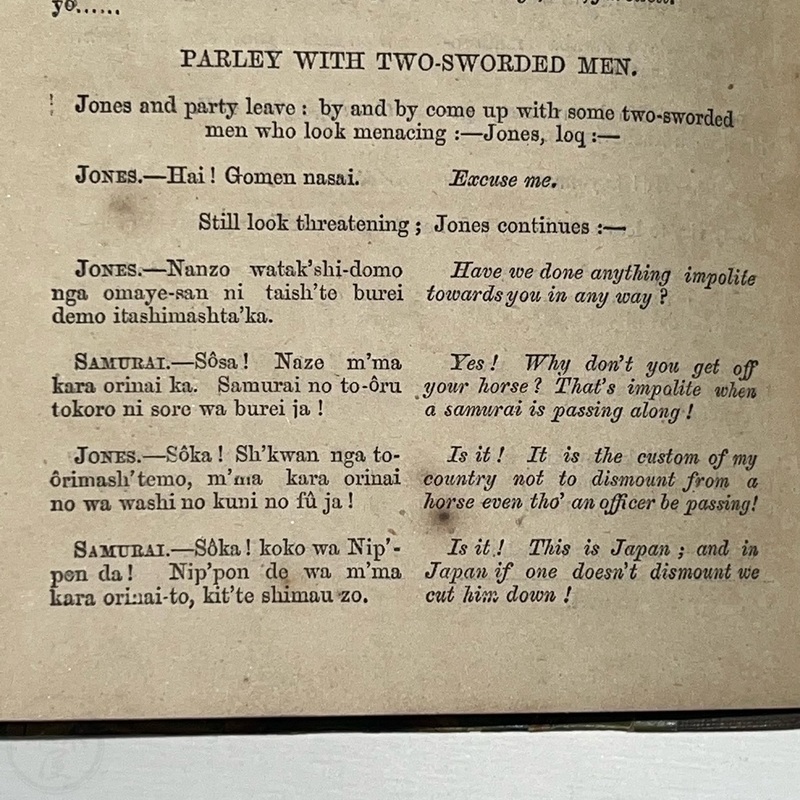 yo......
PARLEY WITH TWO-SWORDED MEN.
Jones and party leave : by and by come up with some two-sworded
men who look menacing :—Jones, loq :—
JONES.—Hai ! Gomen nasai. Excuse me.
Still look threatening ; Jones continues :—
JONES.—Nanzo watak'shi-domo Have we done anything impolite
nga omaye-san ni taish'te burei towards you in any way ?
demo itashimashta'ka.
SAMURAI.—Sôsa ! Naze m'ma Yes ! Why don't you get off
kara orinai ka. Samurai no to-ôru your horse ? That's impolite when
tokoro ni sore wa burei ja ! a samurai is passing along !
JONES.—Sôka ! Sh'kwan nga to- Is it ! It is the custom of my
ôrimash'temo, m'ma kara orinai country not to dismount from a
no wa washi no kuni no fû ja ! horse even tho' an officer be passing!
SAMURAI.—Sôka ! koko wa Nip'- Is it ! This is Japan ; and in
pon da ! Nip'pon de wa m'ma Japan if one doesn't dismount we
kara orinai-to, kit'te shimau zo. cut him down !